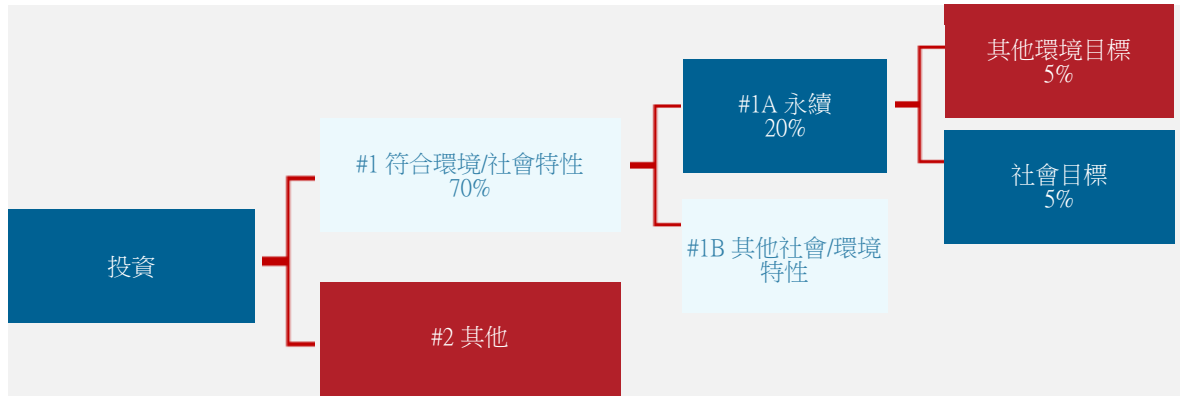 其他環境目標
5%
#1A 永續
20%
社會目標
5%
#1 符合環境/社會特性
70%
#1B 其他社會/環境
特性
投資
#2 其他